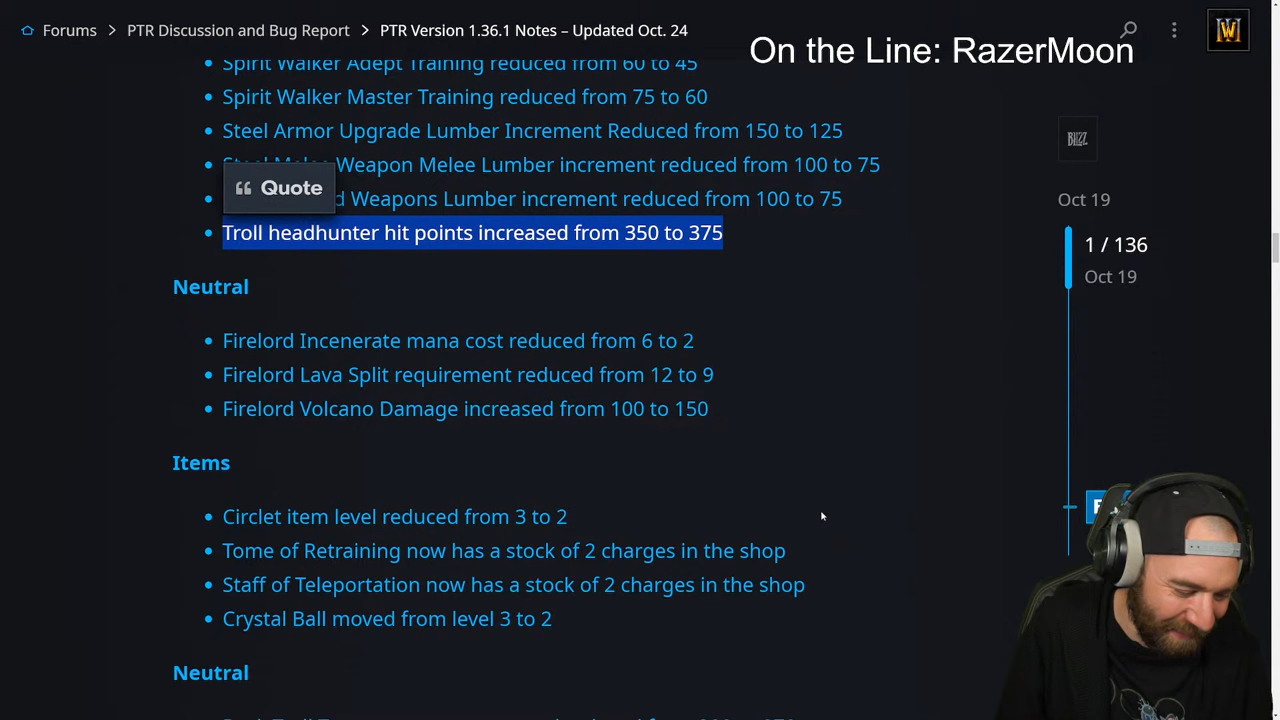 Forums > PTR Discussion and Bug Report > PTR Version 1.36.1 Notes – Updated Oct. 24
On the Line: RazerMoon
Spirit Walker Adept Training reduced from 60 to 45
Spirit Walker Master Training reduced from 75 to 60
Steel Armor Upgrade Lumber Increment Reduced from 150 to 125
Weapon Melee Lumber increment reduced from 100 to 75
Quote
Weapons Lumber increment reduced from 100 to 75
Troll headhunter hit points increased from 350 to 375
BLIZZ
Oct 19
1 / 136
Oct 19
Neutral
Firelord Incenerate mana cost reduced from 6 to 2
Firelord Lava Split requirement reduced from 12 to 9
Firelord Volcano Damage increased from 100 to 150
Items
Circlet item level reduced from 3 to 2
Tome of Retraining now has a stock of 2 charges in the shop
Staff of Teleportation now has a stock of 2 charges in the shop
Crystal Ball moved from level 3 to 2
Neutral